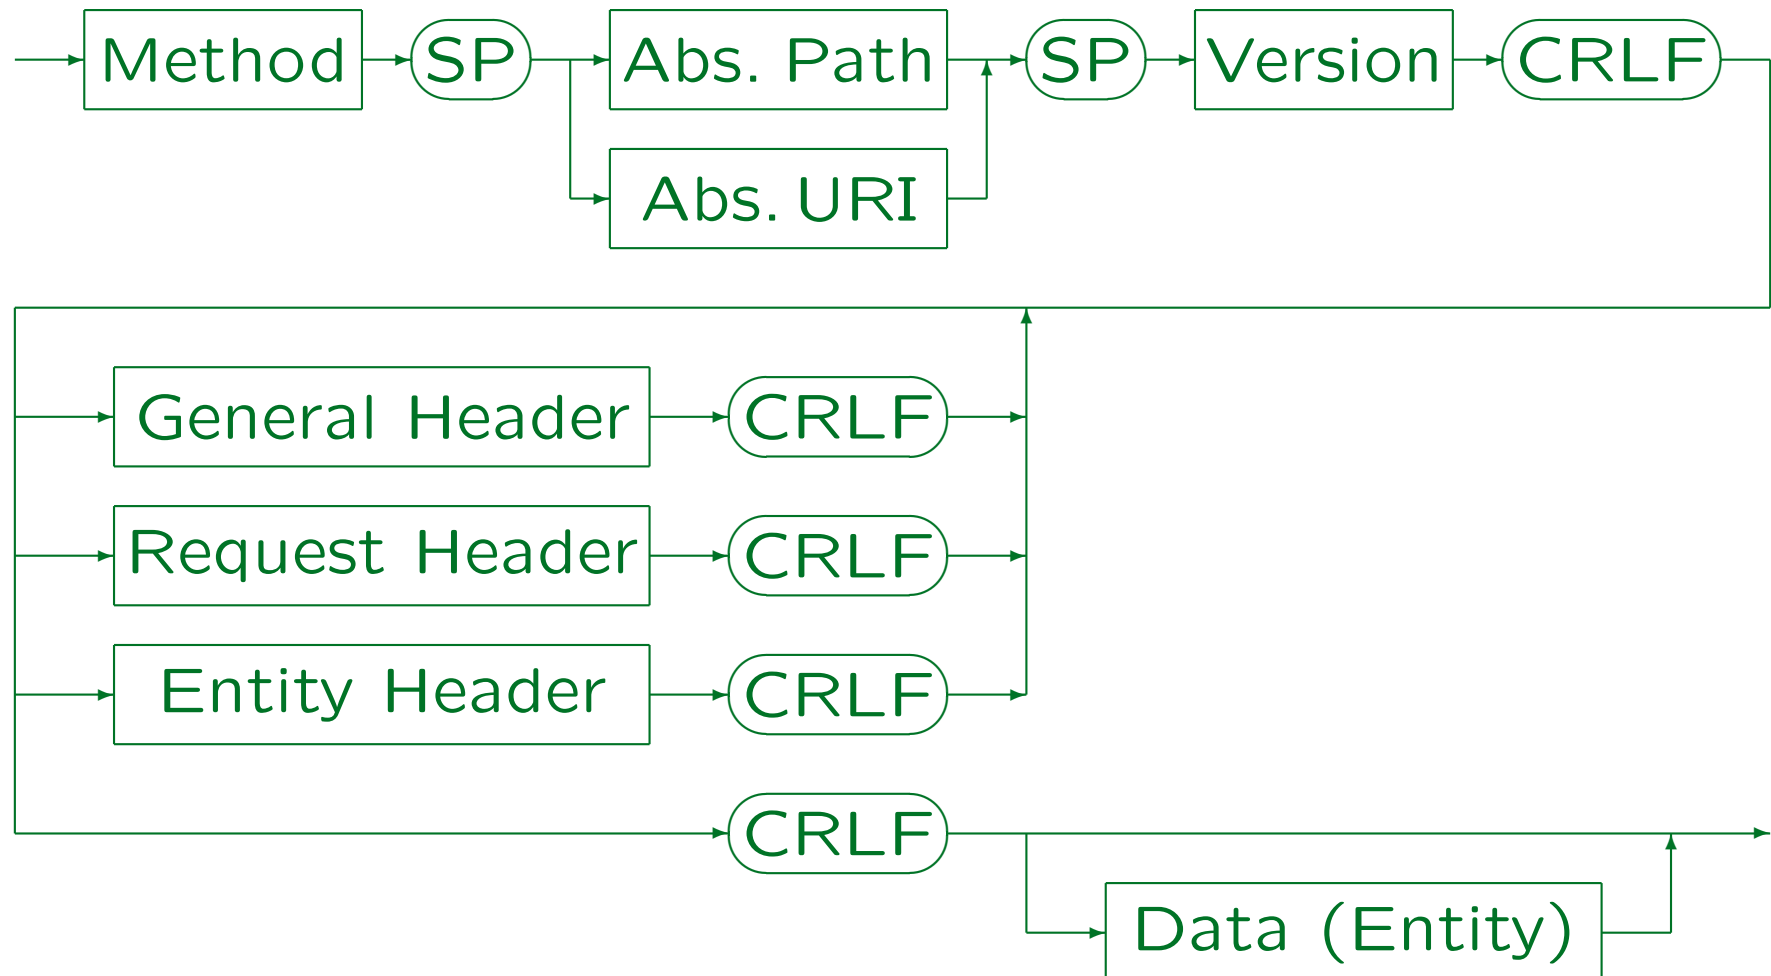 Method SP Abs. Path SP Version CRLF
Abs. URI
General Header CRLF
Request Header CRLF
Entity Header CRLF
CRLF
Data (Entity)